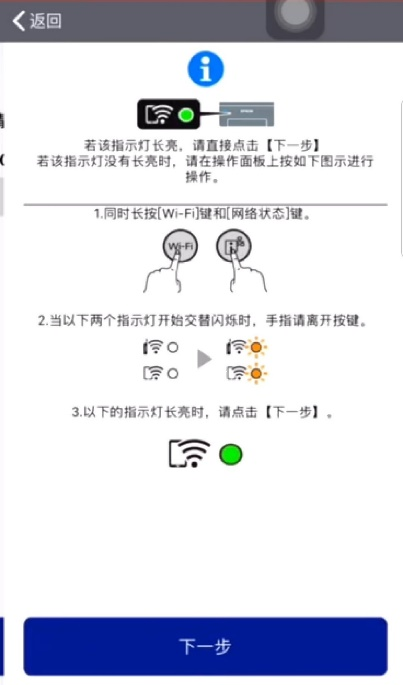 返回
若该指示灯长亮，请直接点击【下一步】
若该指示灯没有长亮时，请在操作面板上按如下图示进行
操作。
1.同时长按[Wi-Fi]键和[网络状态]键。
Wi-Fi
2.当以下两个指示灯开始交替闪烁时，手指请离开按键。
3.以下的指示灯长亮时，请点击【下一步】。
下一步